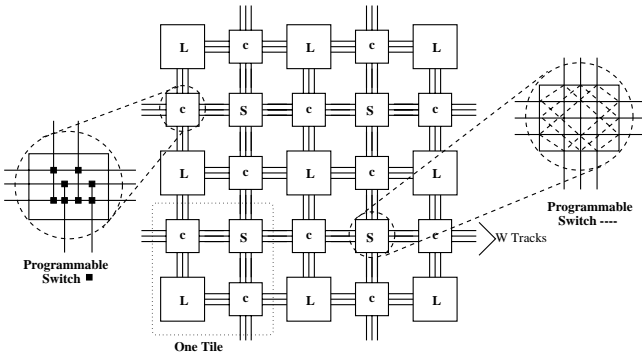 L c L c L
c S c S c
L c L c L
c S c S c
L c L c L
Programmable
Switch ■
Programmable
Switch ----
W Tracks
One Tile